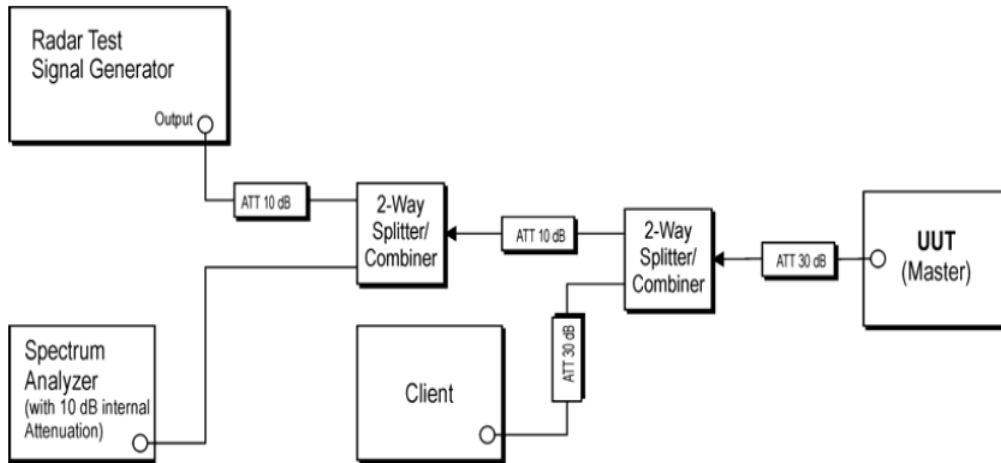 Radar Test
Signal Generator
Output
ATT 10 dB
2-Way
Splitter/
Combiner
ATT 10 dB
2-Way
Splitter/
Combiner
ATT 30 dB
UUT
(Master)
Spectrum
Analyzer
(with 10 dB internal
Attenuation)
Client
ATT 30 dB